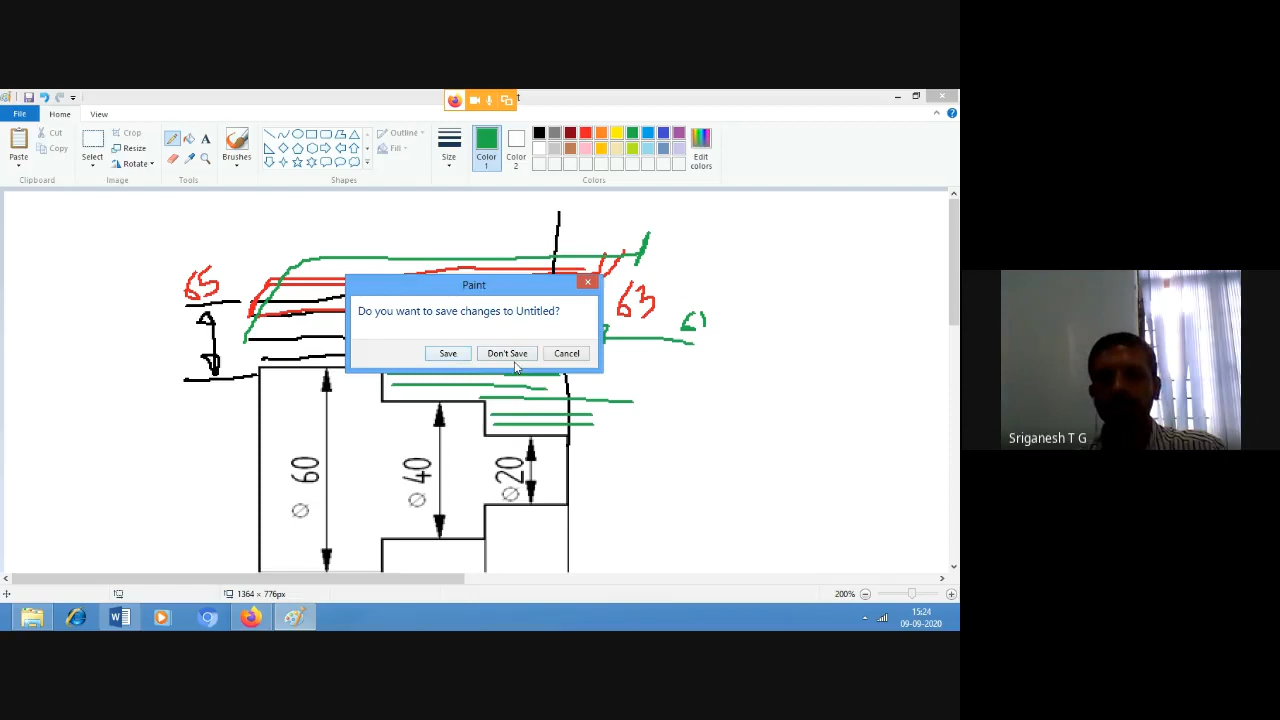 File Home View
Paste Cut Copy
Clipboard
Select Crop Resize Rotate
Image
Tools
Brushes
Shapes
Outline Fill
Size
Color 1
Color 2
Edit colors
Colors
65
63
Paint
Do you want to save changes to Untitled?
Save Don't Save Cancel
⌀ 60
⌀ 40
⌀20
Sriganesh T G
1364 × 776px
200%
15:24
09-09-2020